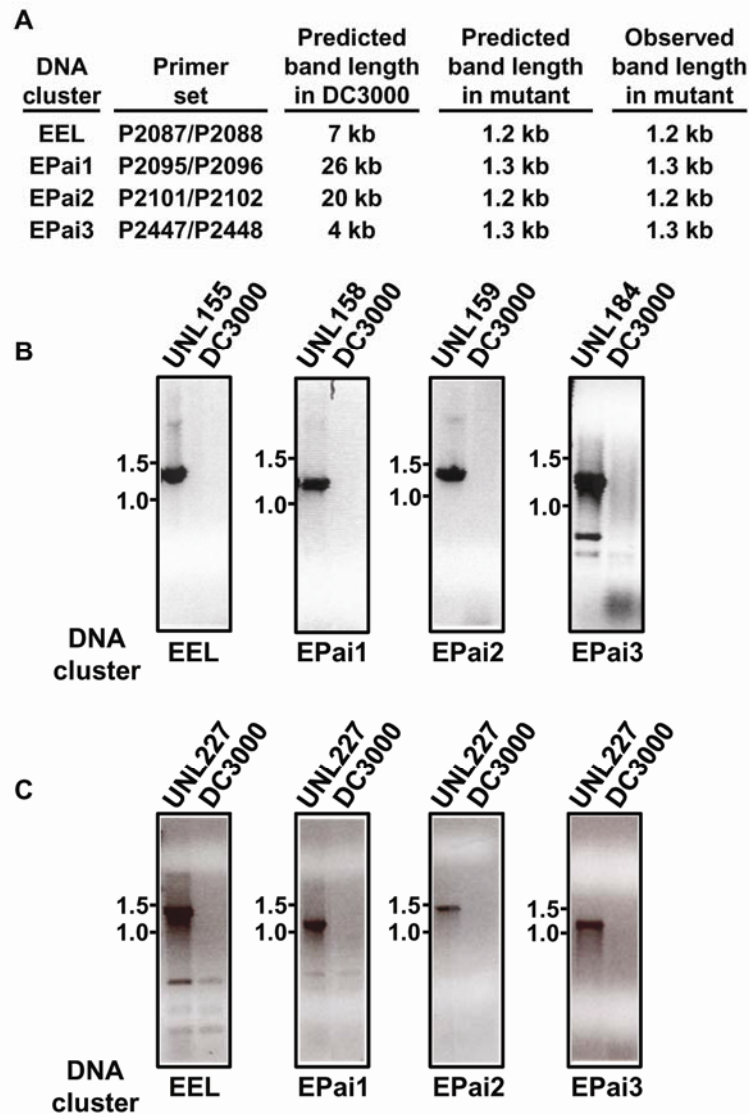 A
DNA cluster Primer set Predicted band length in DC3000 Predicted band length in mutant Observed band length in mutant
EEL P2087/P2088 7 kb 1.2 kb 1.2 kb
EPai1 P2095/P2096 26 kb 1.3 kb 1.3 kb
EPai2 P2101/P2102 20 kb 1.2 kb 1.2 kb
EPai3 P2447/P2448 4 kb 1.3 kb 1.3 kb
B
UNL155 DC3000 UNL158 DC3000 UNL159 DC3000 UNL184 DC3000
1.5 1.5 1.5 1.5
1.0 1.0 1.0 1.0
DNA cluster EEL EPai1 EPai2 EPai3
C
UNL227 DC3000 UNL227 DC3000 UNL227 DC3000 UNL227 DC3000
1.5 1.5 1.5 1.5
1.0 1.0 1.0 1.0
DNA cluster EEL EPai1 EPai2 EPai3